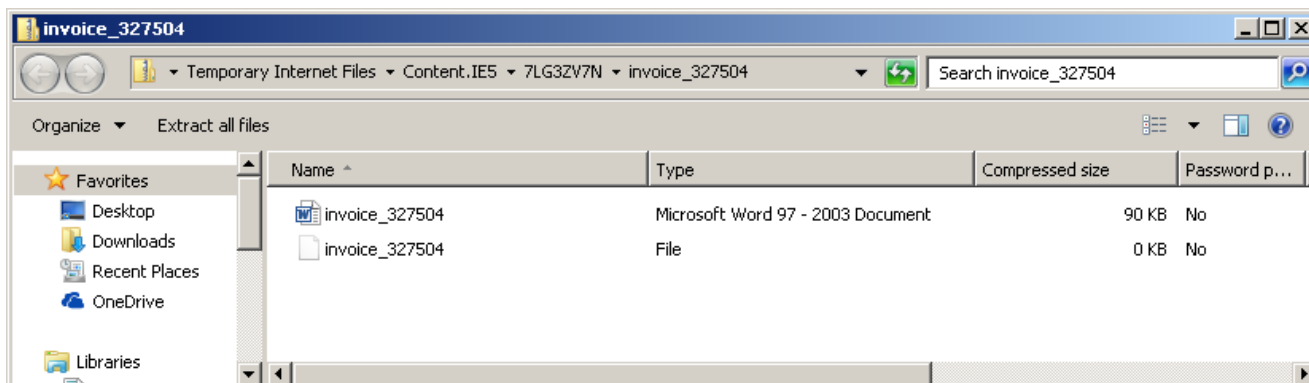 invoice_327504
Temporary Internet Files Content.IE5 7LG3ZV7N invoice_327504
Search invoice_327504
Organize Extract all files
Favorites
Desktop
Downloads
Recent Places
OneDrive
Libraries
Name Type Compressed size Password p...
invoice_327504 Microsoft Word 97 - 2003 Document 90 KB No
invoice_327504 File 0 KB No